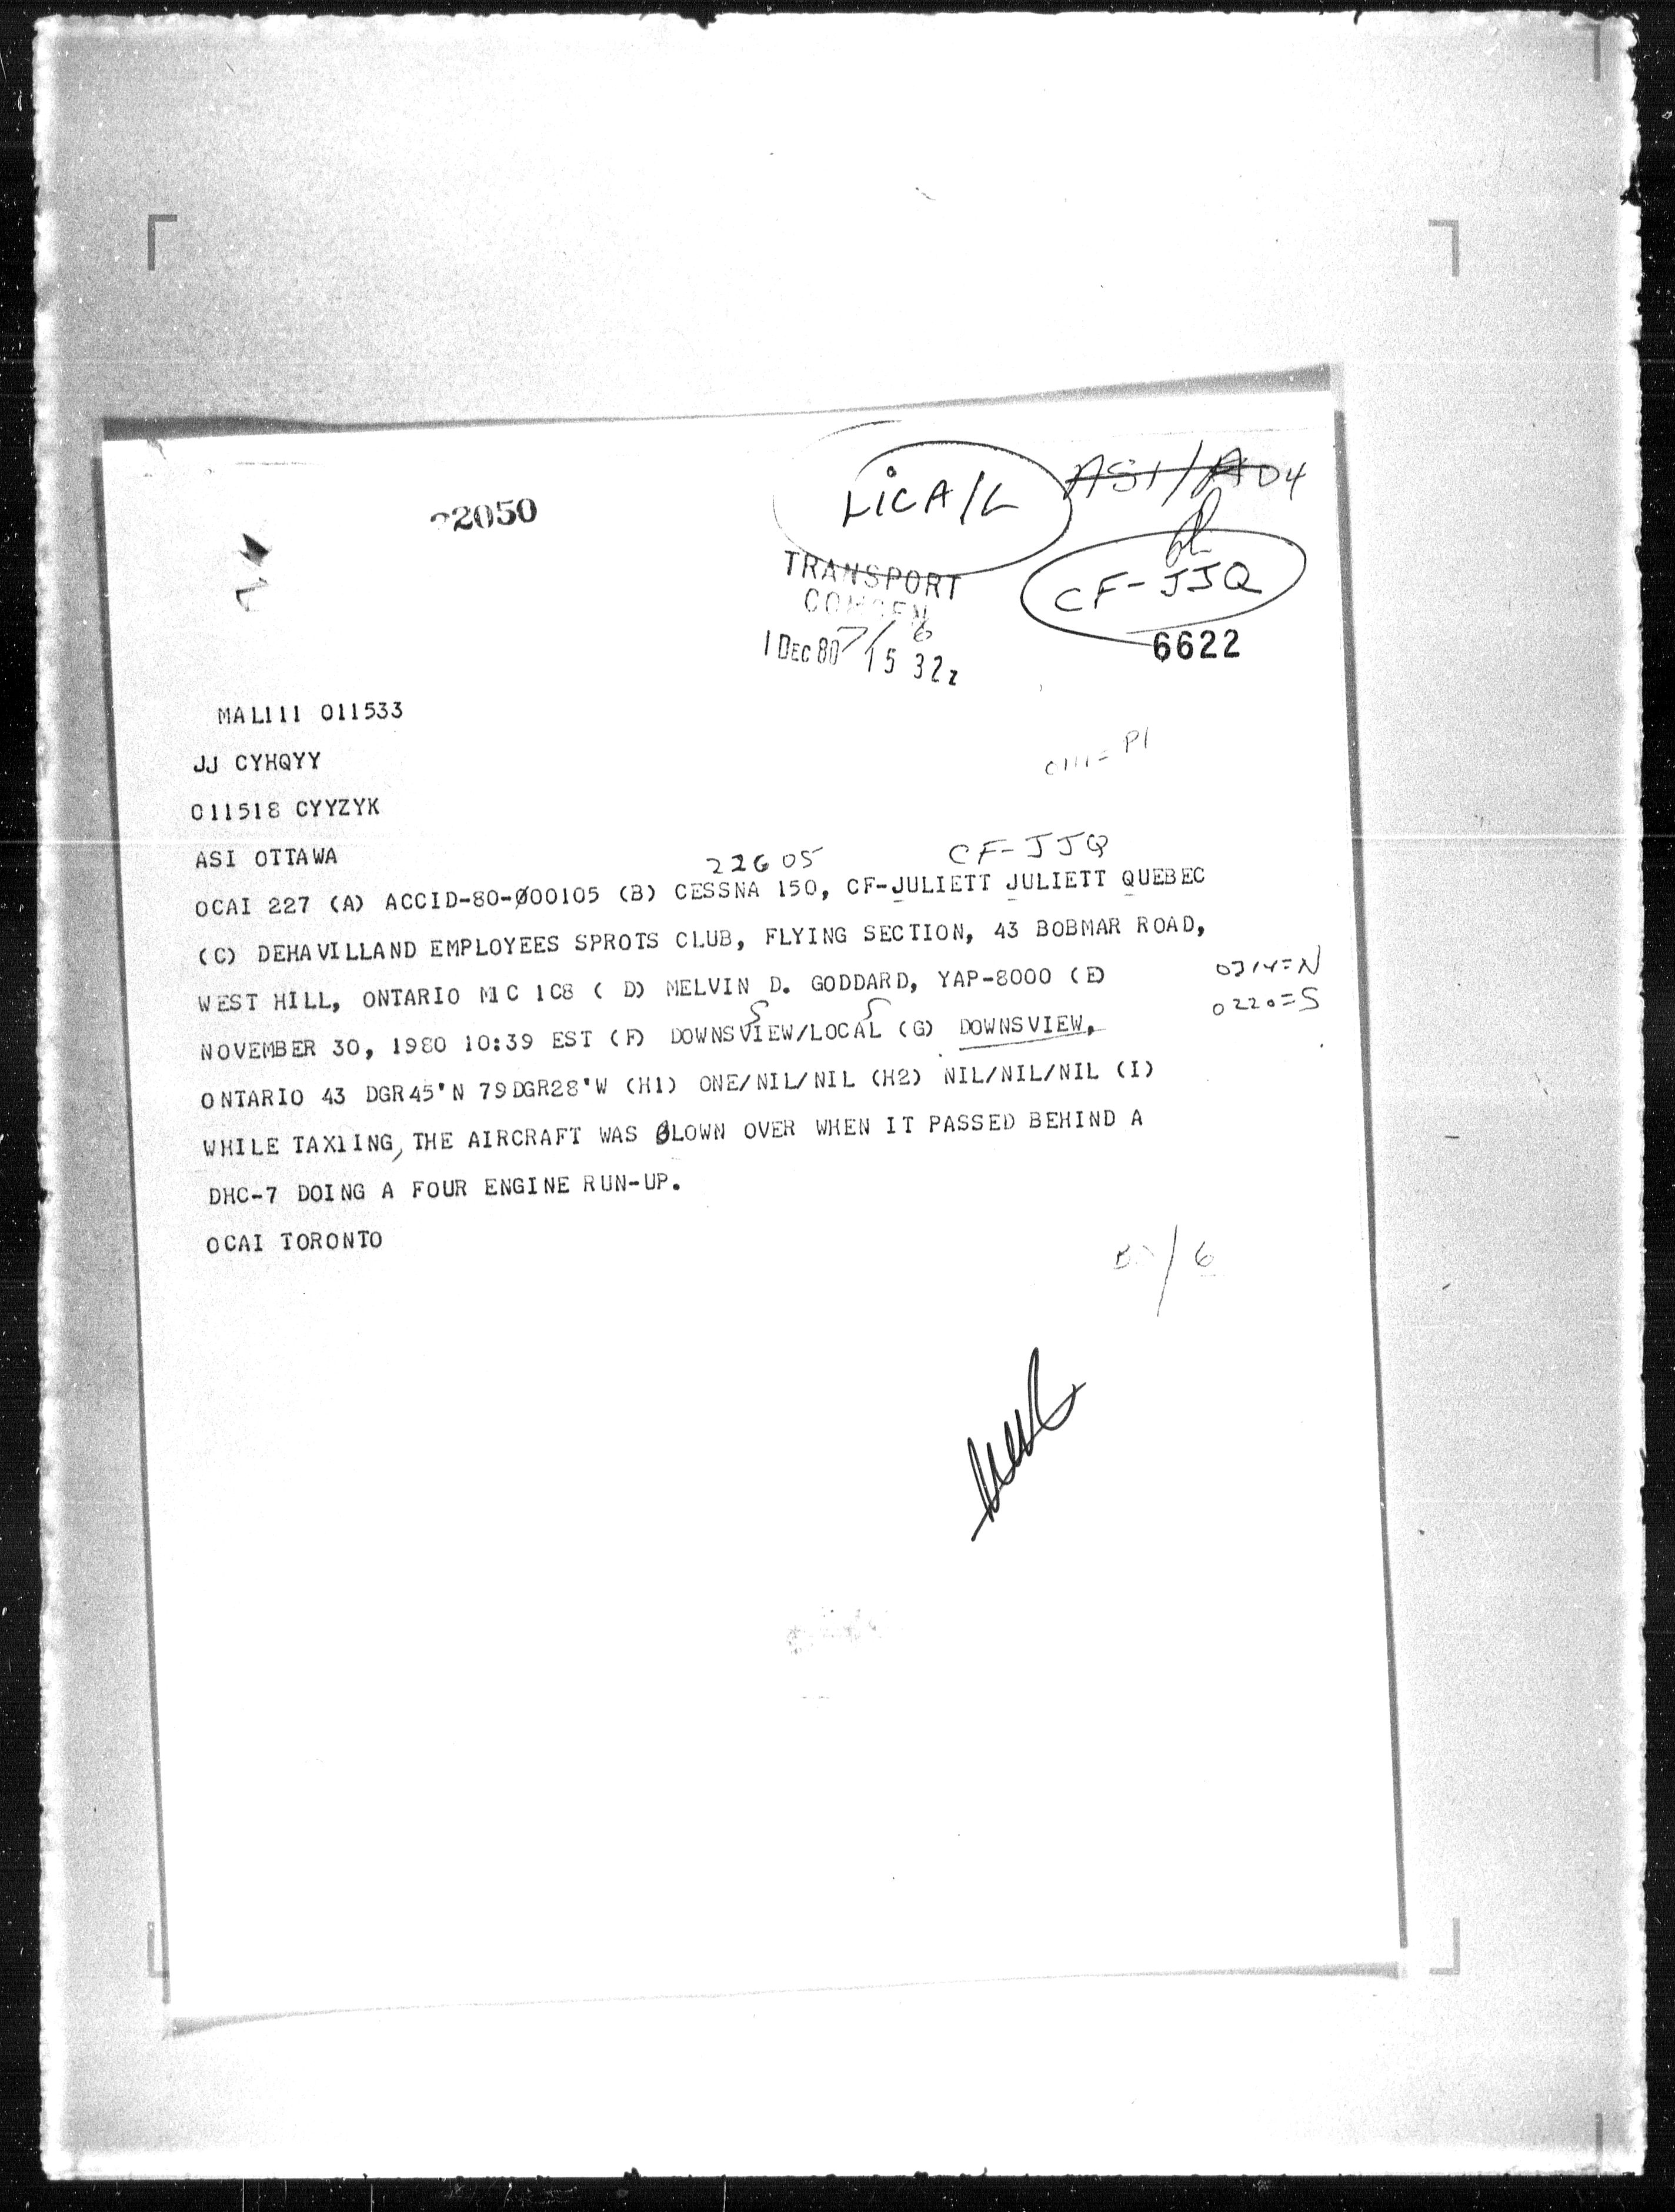 2050
LiCA/L
ASI/A04
TRANSPORT
CF-JJQ
1 DEC 80 15 32z
6622
MAL111 011533
JJ CYHQYY
011518 CYYZYK
ASI OTTAWA
22605 CF-JJQ
OCAI 227 (A) ACCID-80-Ø00105 (B) CESSNA 150, CF-JULIETT JULIETT QUEBEC
(C) DEHAVILLAND EMPLOYEES SPROTS CLUB, FLYING SECTION, 43 BOBMAR ROAD,
WEST HILL, ONTARIO M1C 1C8 ( D) MELVIN D. GODDARD, YAP-8000 (E)
0220=S
NOVEMBER 30, 1980 10:39 EST (F) DOWNSVIEW/LOCAL (G) DOWNSVIEW,
ONTARIO 43 DGR45'N 79DGR28'W (H1) ONE/NIL/NIL (H2) NIL/NIL/NIL (I)
WHILE TAXIING, THE AIRCRAFT WAS BLOWN OVER WHEN IT PASSED BEHIND A
DHC-7 DOING A FOUR ENGINE RUN-UP.
OCAI TORONTO